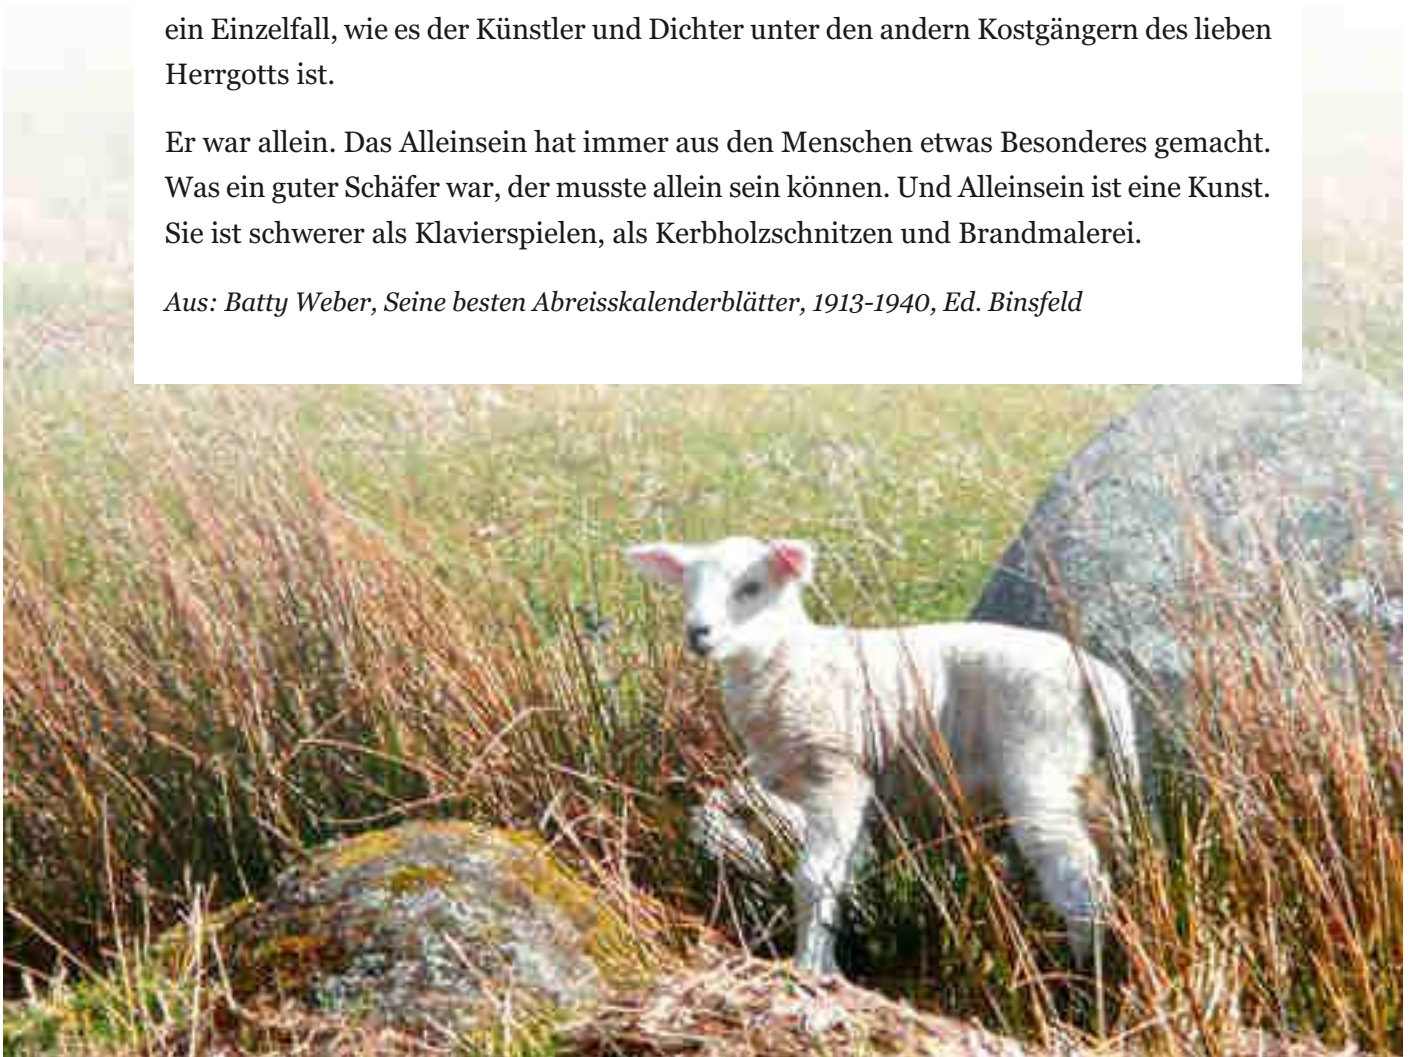 ein Einzelfall, wie es der Künstler und Dichter unter den andern Kostgängern des lieben
Herrgotts ist.
Er war allein. Das Alleinsein hat immer aus den Menschen etwas Besonderes gemacht.
Was ein guter Schäfer war, der musste allein sein können. Und Alleinsein ist eine Kunst.
Sie ist schwerer als Klavierspielen, als Kerbholzschnitzen und Brandmalerei.
Aus: Batty Weber, Seine besten Abreisskalenderblätter, 1913-1940, Ed. Binsfeld